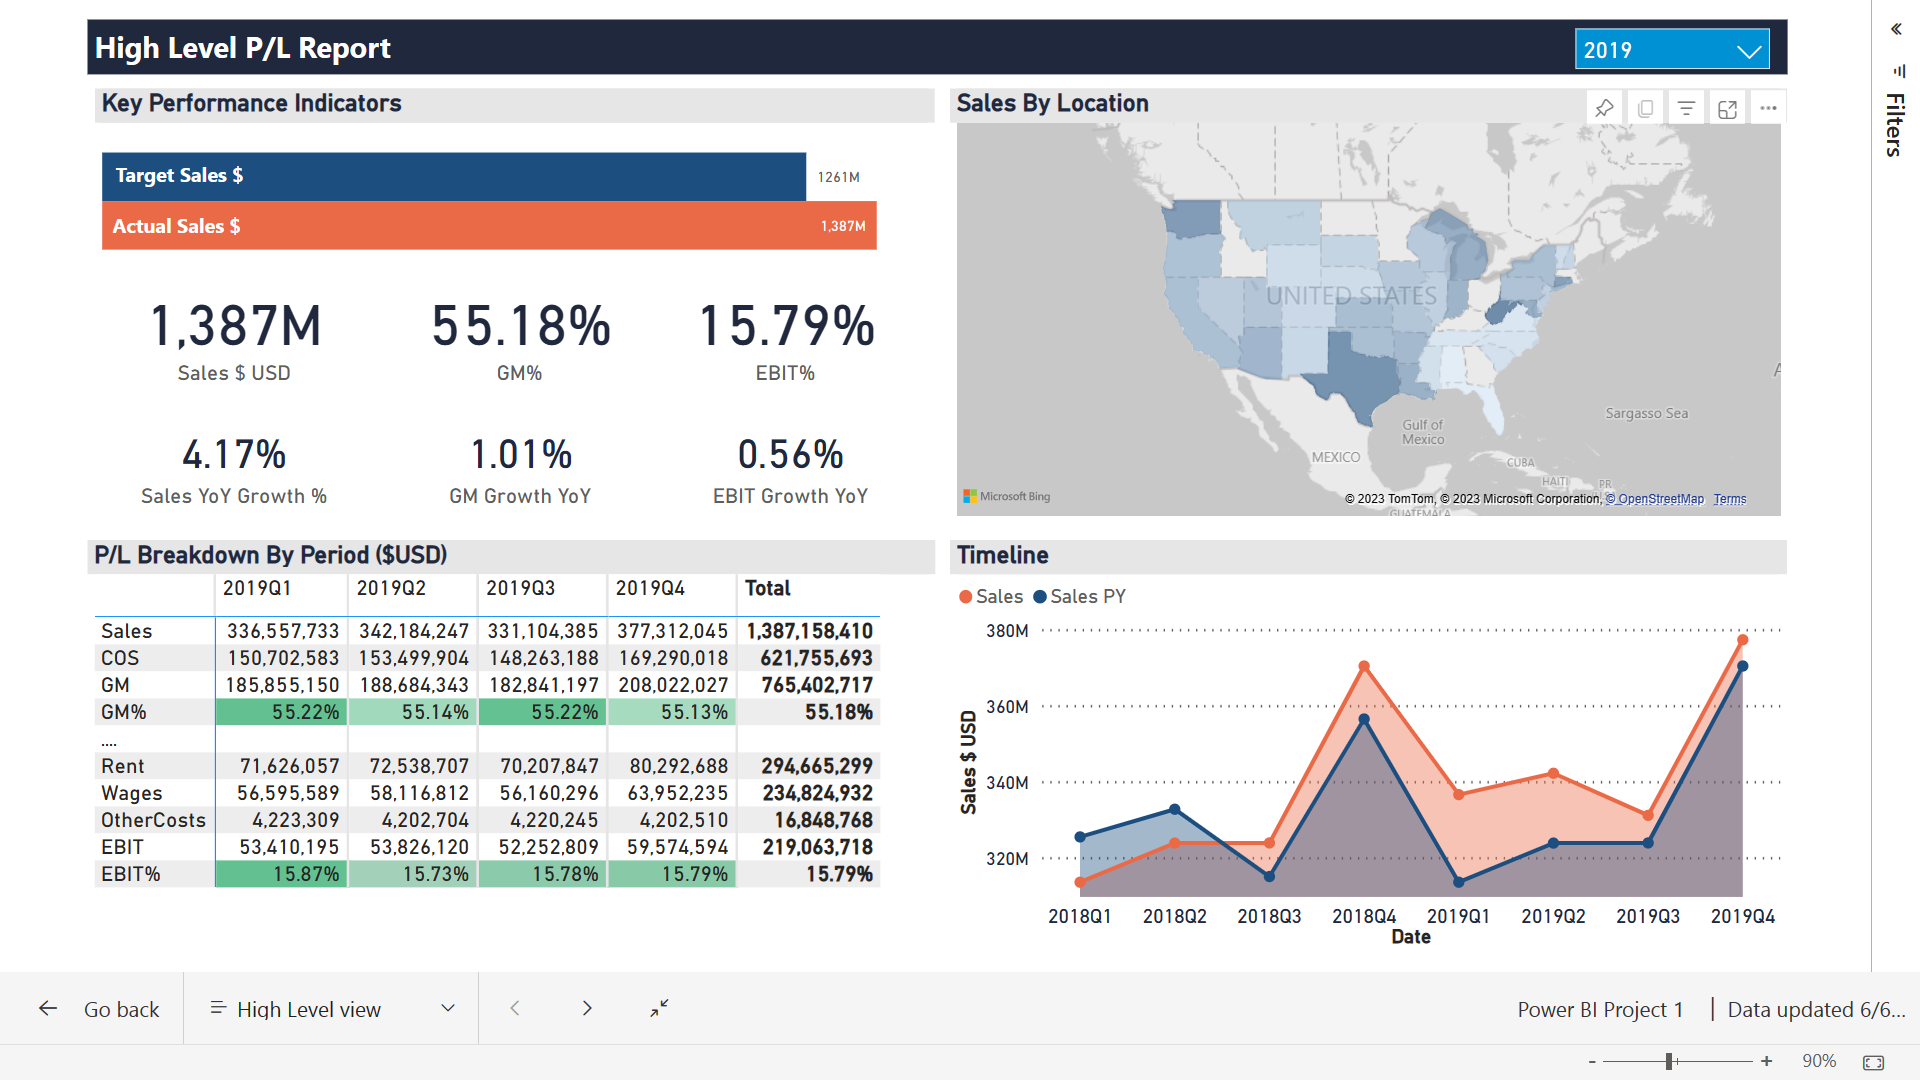 High Level P/L Report
2019
Filters
Key Performance Indicators
Target Sales $
1261M
Actual Sales $
1,387M
1,387M
Sales $ USD
55.18%
GM%
15.79%
EBIT%
4.17%
Sales YoY Growth %
1.01%
GM Growth YoY
0.56%
EBIT Growth YoY
Sales By Location
UNITED STATES
Sargasso Sea
Gulf of
Mexico
MEXICO
CUBA
HAITI
PR
GUATEMALA
A
Microsoft Bing
© 2023 TomTom, © 2023 Microsoft Corporation, © OpenStreetMap Terms
P/L Breakdown By Period ($USD)
2019Q1 2019Q2 2019Q3 2019Q4 Total
Sales 336,557,733 342,184,247 331,104,385 377,312,045 1,387,158,410
COS 150,702,583 153,499,904 148,263,188 169,290,018 621,755,693
GM 185,855,150 188,684,343 182,841,197 208,022,027 765,402,717
GM% 55.22% 55.14% 55.22% 55.13% 55.18%
....
Rent 71,626,057 72,538,707 70,207,847 80,292,688 294,665,299
Wages 56,595,589 58,116,812 56,160,296 63,952,235 234,824,932
OtherCosts 4,223,309 4,202,704 4,220,245 4,202,510 16,848,768
EBIT 53,410,195 53,826,120 52,252,809 59,574,594 219,063,718
EBIT% 15.87% 15.73% 15.78% 15.79% 15.79%
Timeline
Sales Sales PY
Sales $ USD
380M
360M
340M
320M
2018Q1 2018Q2 2018Q3 2018Q4 2019Q1 2019Q2 2019Q3 2019Q4
Date
Go back
High Level view
Power BI Project 1 | Data updated 6/6...
- + 90%